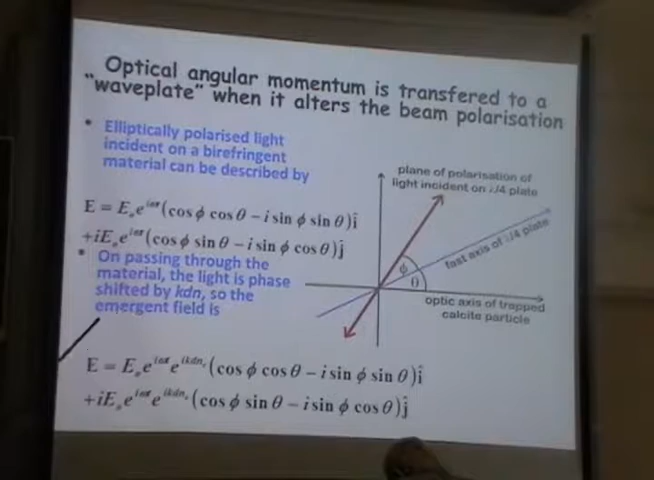 Optical angular momentum is transfered to a
"waveplate" when it alters the beam polarisation
• Elliptically polarised light
incident on a birefringent
material can be described by
E = E₀e^{iωt}(cos ϕ cos θ − i sin ϕ sin θ)î
+iE₀e^{iωt}(cos ϕ sin θ − i sin ϕ cos θ)ĵ
• On passing through the
material, the light is phase
shifted by kdn, so the
emergent field is
E = E₀e^{iωt}e^{ikdn}(cos ϕ cos θ − i sin ϕ sin θ)î
+iE₀e^{iωt}e^{ikdn}(cos ϕ sin θ − i sin ϕ cos θ)ĵ
plane of polarisation of
light incident on λ/4 plate
fast axis of λ/4 plate
ϕ
θ
optic axis of trapped
calcite particle